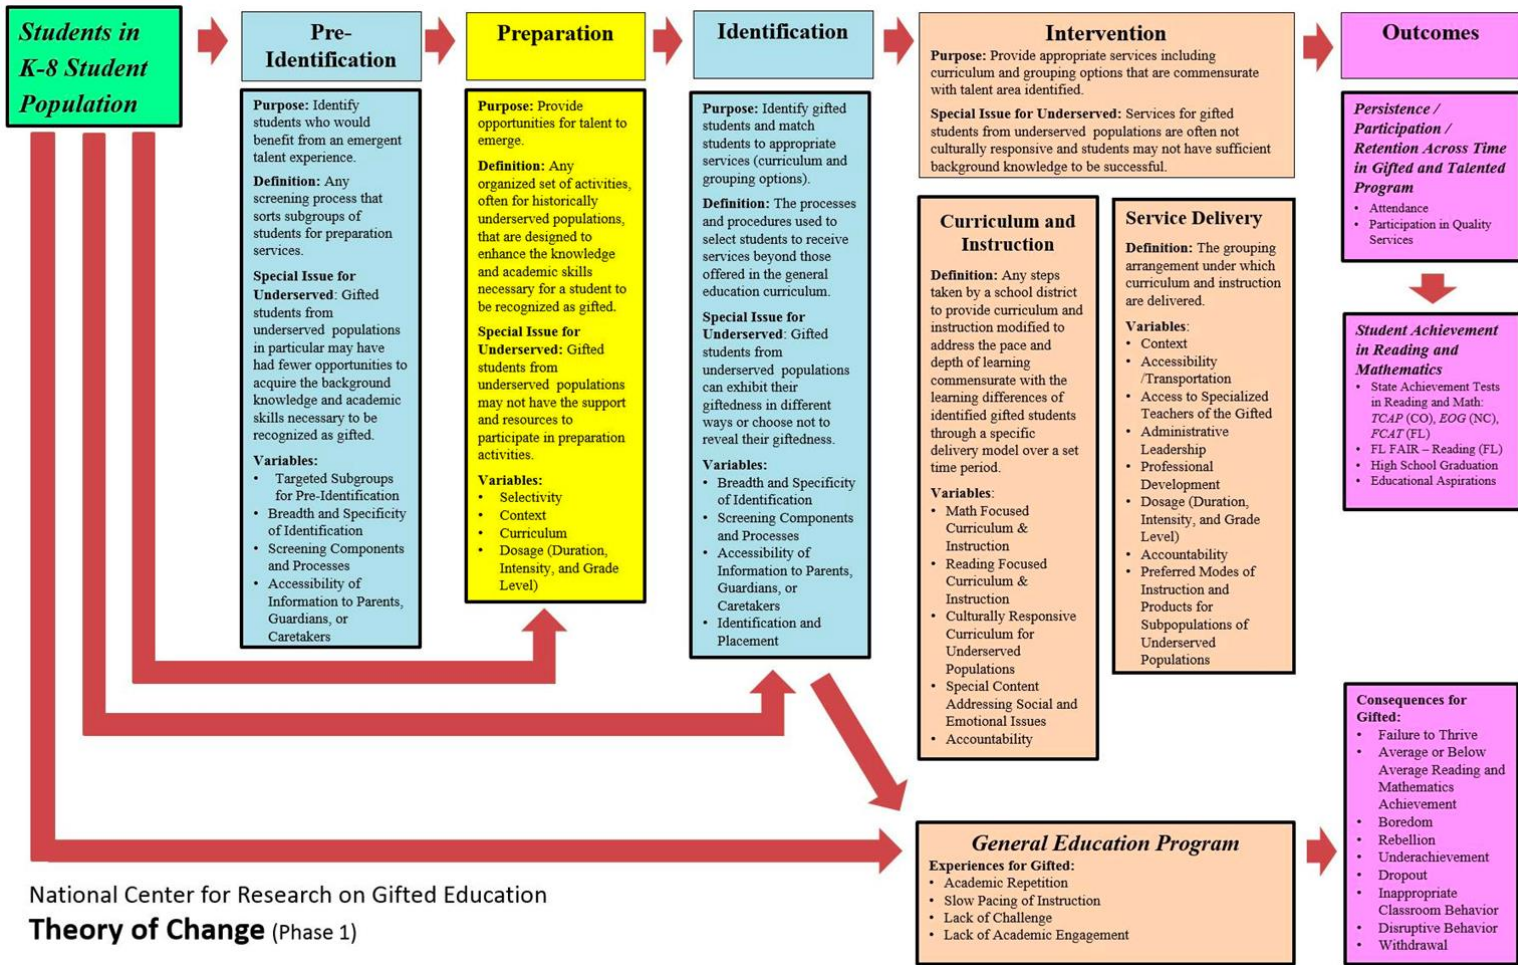 Students in
K-8 Student
Population
Pre-
Identification
Purpose: Identify
students who would
benefit from an emergent
talent experience.
Definition: Any
screening process that
sorts subgroups of
students for preparation
services.
Special Issue for
Underserved: Gifted
students from
underserved populations
in particular may have
had fewer opportunities to
acquire the background
knowledge and academic
skills necessary to be
recognized as gifted.
Variables:
• Targeted Subgroups
for Pre-Identification
• Breadth and Specificity
of Identification
• Screening Components
and Processes
• Accessibility of
Information to Parents,
Guardians, or
Caretakers
Preparation
Purpose: Provide
opportunities for talent to
emerge.
Definition: Any
organized set of activities,
often for historically
underserved populations,
that are designed to
enhance the knowledge
and academic skills
necessary for a student to
be recognized as gifted.
Special Issue for
Underserved: Gifted
students from
underserved populations
may not have the support
and resources to
participate in preparation
activities.
Variables:
• Selectivity
• Context
• Curriculum
• Dosage (Duration,
Intensity, and Grade
Level)
Identification
Purpose: Identify gifted
students and match
students to appropriate
services (curriculum and
grouping options).
Definition: The processes
and procedures used to
select students to receive
services beyond those
offered in the general
education curriculum.
Special Issue for
Underserved: Gifted
students from
underserved populations
can exhibit their
giftedness in different
ways or choose not to
reveal their giftedness.
Variables:
• Breadth and Specificity
of Identification
• Screening Components
and Processes
• Accessibility of
Information to Parents,
Guardians, or
Caretakers
• Identification and
Placement
Intervention
Purpose: Provide appropriate services including
curriculum and grouping options that are commensurate
with talent area identified.
Special Issue for Underserved: Services for gifted
students from underserved populations are often not
culturally responsive and students may not have sufficient
background knowledge to be successful.
Curriculum and
Instruction
Definition: Any steps
taken by a school district
to provide curriculum and
instruction modified to
address the pace and
depth of learning
commensurate with the
learning differences of
identified gifted students
through a specific
delivery model over a set
time period.
Variables:
• Math Focused
Curriculum &
Instruction
• Reading Focused
Curriculum &
Instruction
• Culturally Responsive
Curriculum for
Underserved
Populations
• Special Content
Addressing Social and
Emotional Issues
• Accountability
Service Delivery
Definition: The grouping
arrangement under which
curriculum and instruction
are delivered.
Variables:
• Context
• Accessibility
/Transportation
• Access to Specialized
Teachers of the Gifted
• Administrative
Leadership
• Professional
Development
• Dosage (Duration,
Intensity, and Grade
Level)
• Accountability
• Preferred Modes of
Instruction and
Products for
Subpopulations of
Underserved
Populations
Outcomes
Persistence /
Participation /
Retention Across Time
in Gifted and Talented
Program
• Attendance
• Participation in Quality
Services
Student Achievement
in Reading and
Mathematics
• State Achievement Tests
in Reading and Math:
TCAP (CO), EOG (NC),
FCAT (FL)
• FL FAIR – Reading (FL)
• High School Graduation
• Educational Aspirations
General Education Program
Experiences for Gifted:
• Academic Repetition
• Slow Pacing of Instruction
• Lack of Challenge
• Lack of Academic Engagement
Consequences for
Gifted:
• Failure to Thrive
• Average or Below
Average Reading and
Mathematics
Achievement
• Boredom
• Rebellion
• Underachievement
• Dropout
• Inappropriate
Classroom Behavior
• Disruptive Behavior
• Withdrawal
National Center for Research on Gifted Education
Theory of Change (Phase 1)